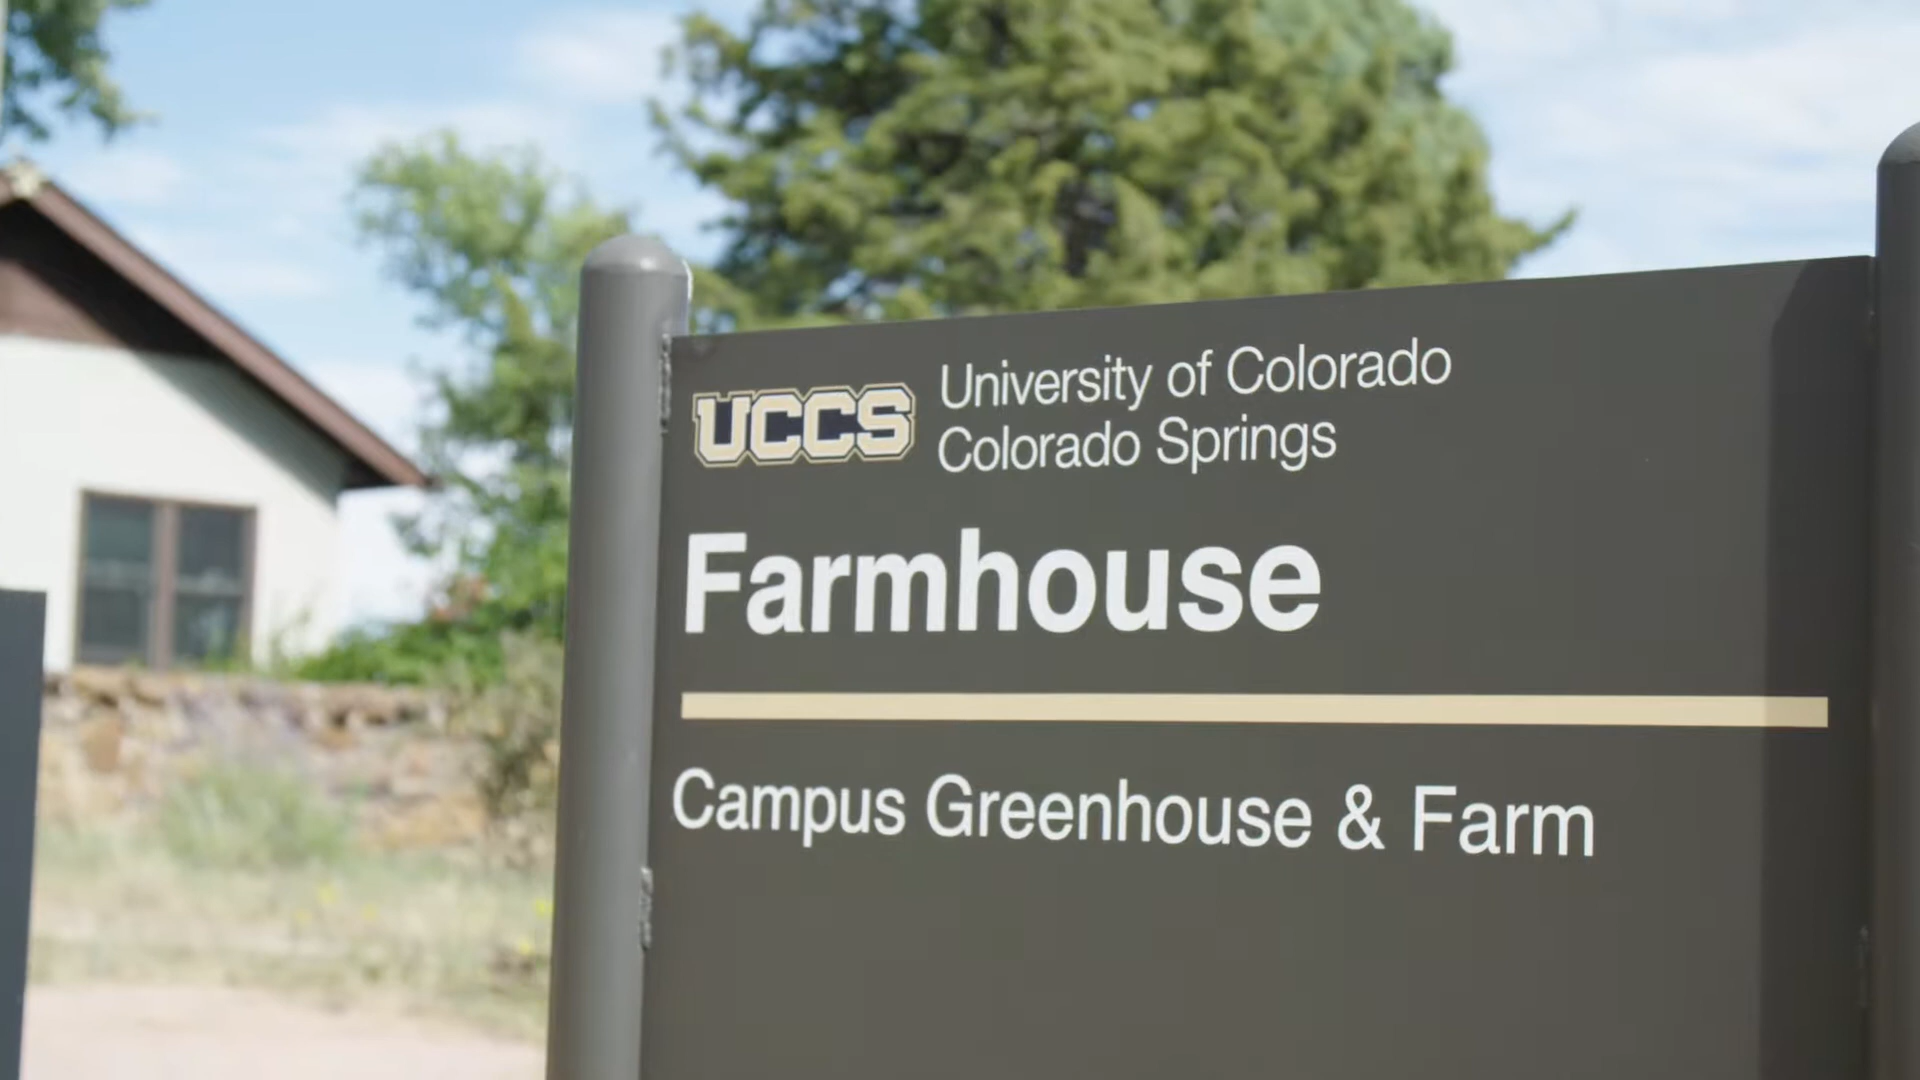 UCCS
University of Colorado
Colorado Springs
Farmhouse
Campus Greenhouse & Farm